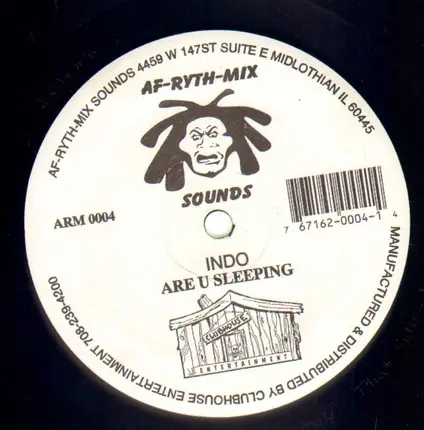 AF-RYTH-MIX SOUNDS 4459 W 147ST SUITE E MIDLOTHIAN IL 60445
AF-RYTH-MIX
SOUNDS
ARM 0004
7 67162-0004-1 4
INDO
ARE U SLEEPING
CLUBHOUSE
ENTERTAINMENT
MANUFACTURED & DISTRIBUTED BY CLUBHOUSE ENTERTAINMENT 708-239-4200